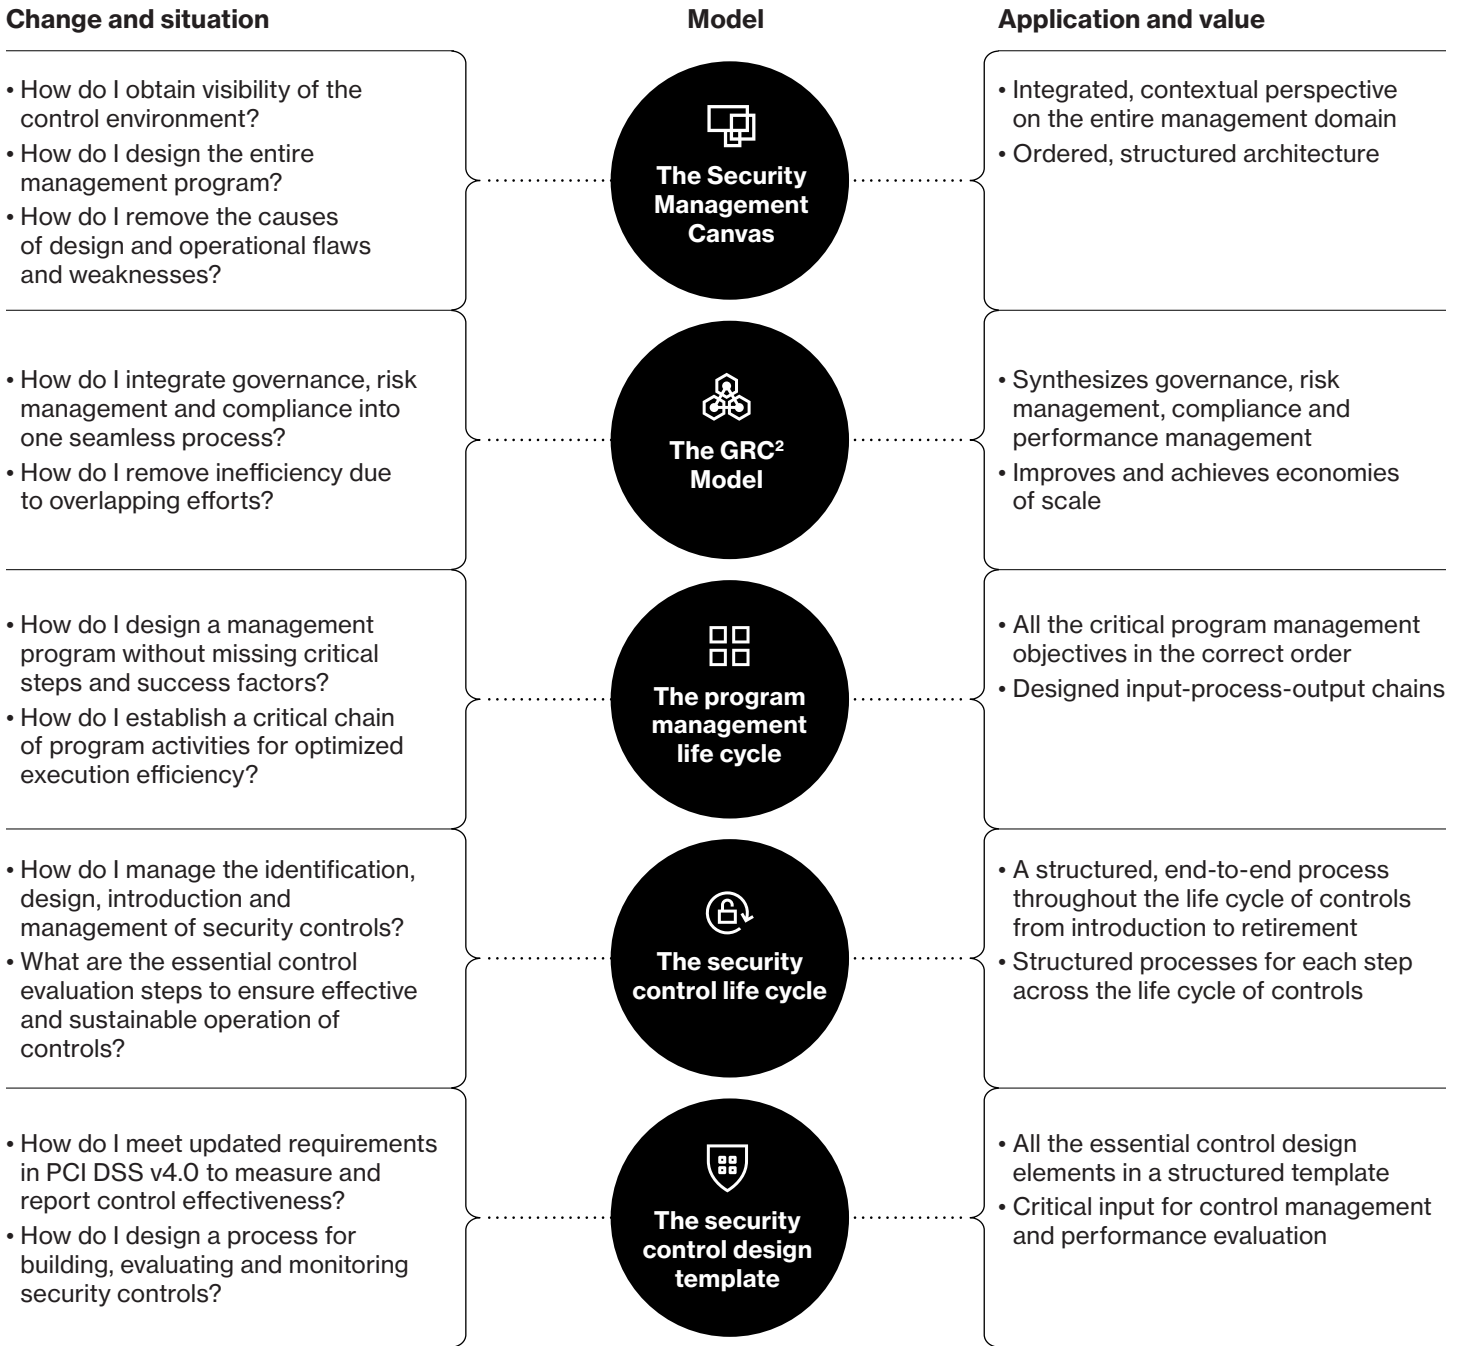 Change and situation
Model
Application and value
• How do I obtain visibility of the
control environment?
• How do I design the entire
management program?
• How do I remove the causes
of design and operational flaws
and weaknesses?
The Security
Management
Canvas
• Integrated, contextual perspective
on the entire management domain
• Ordered, structured architecture
• How do I integrate governance, risk
management and compliance into
one seamless process?
• How do I remove inefficiency due
to overlapping efforts?
The GRC²
Model
• Synthesizes governance, risk
management, compliance and
performance management
• Improves and achieves economies
of scale
• How do I design a management
program without missing critical
steps and success factors?
• How do I establish a critical chain
of program activities for optimized
execution efficiency?
The program
management
life cycle
• All the critical program management
objectives in the correct order
• Designed input-process-output chains
• How do I manage the identification,
design, introduction and
management of security controls?
• What are the essential control
evaluation steps to ensure effective
and sustainable operation of
controls?
The security
control life cycle
• A structured, end-to-end process
throughout the life cycle of controls
from introduction to retirement
• Structured processes for each step
across the life cycle of controls
• How do I meet updated requirements
in PCI DSS v4.0 to measure and
report control effectiveness?
• How do I design a process for
building, evaluating and monitoring
security controls?
The security
control design
template
• All the essential control design
elements in a structured template
• Critical input for control management
and performance evaluation